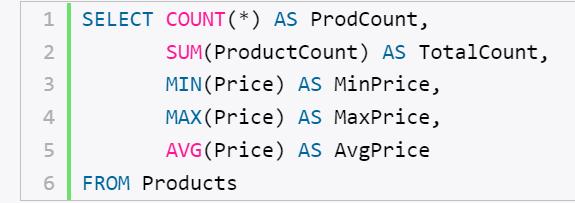 1 SELECT COUNT(*) AS ProdCount,
2 SUM(ProductCount) AS TotalCount,
3 MIN(Price) AS MinPrice,
4 MAX(Price) AS MaxPrice,
5 AVG(Price) AS AvgPrice
6 FROM Products